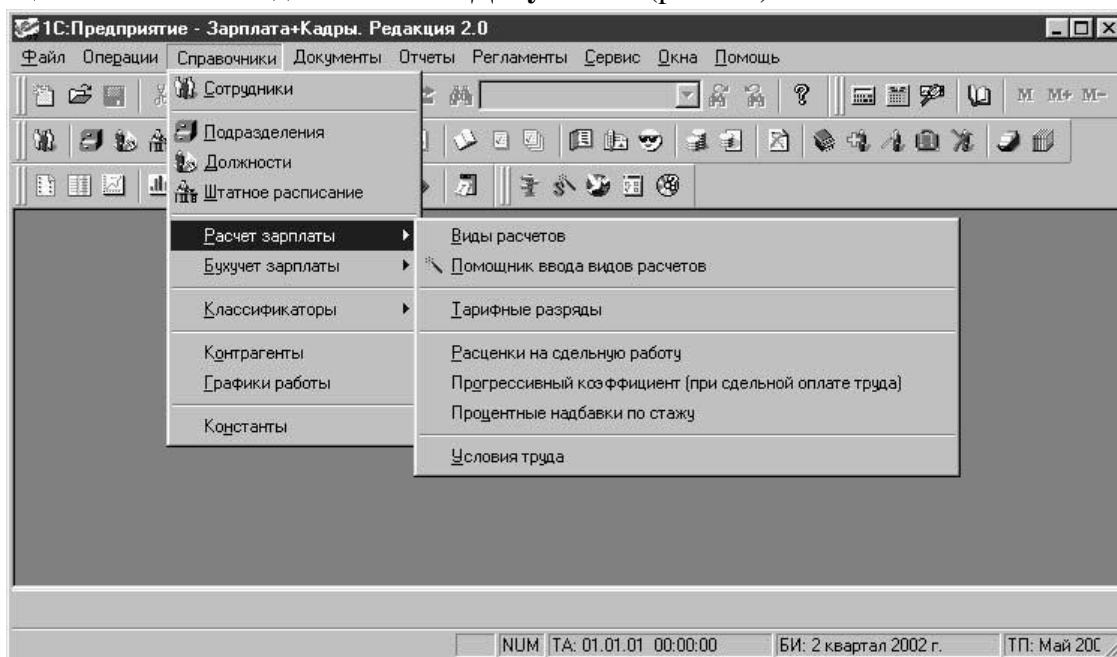 1С:Предприятие - Зарплата+Кадры. Редакция 2.0
Файл Операции Справочники Документы Отчеты Регламенты Сервис Окна Помощь
M M+ M-
Сотрудники
Подразделения
Должности
Штатное расписание
Расчет зарплаты
Бухучет зарплаты
Классификаторы
Контрагенты
Графики работы
Константы
Виды расчетов
Помощник ввода видов расчетов
Тарифные разряды
Расценки на сдельную работу
Прогрессивный коэффициент (при сдельной оплате труда)
Процентные надбавки по стажу
Условия труда
NUM ТА: 01.01.01 00:00:00 БИ: 2 квартал 2002 г. ТП: Май 200